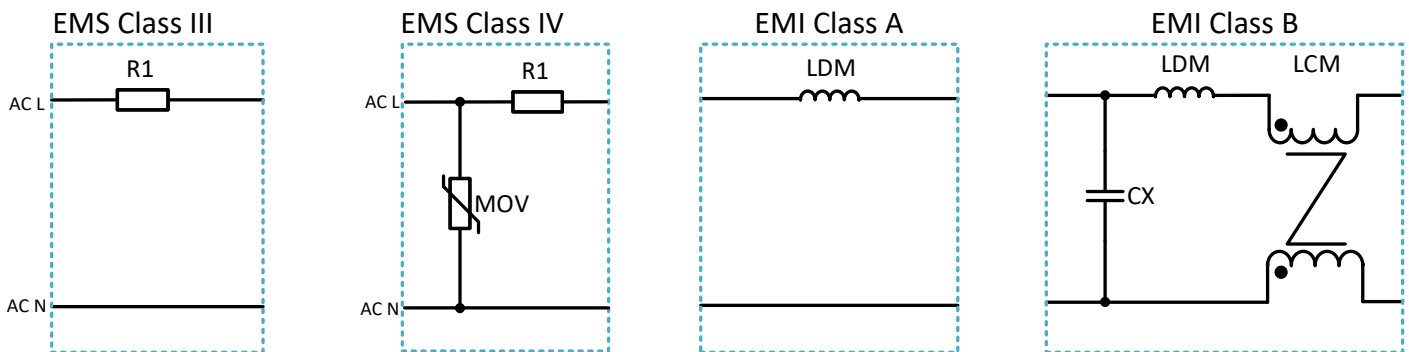 EMS Class III
EMS Class IV
EMI Class A
EMI Class B
R1
R1
LDM
LDM
LCM
AC L
AC L
MOV
CX
AC N
AC N